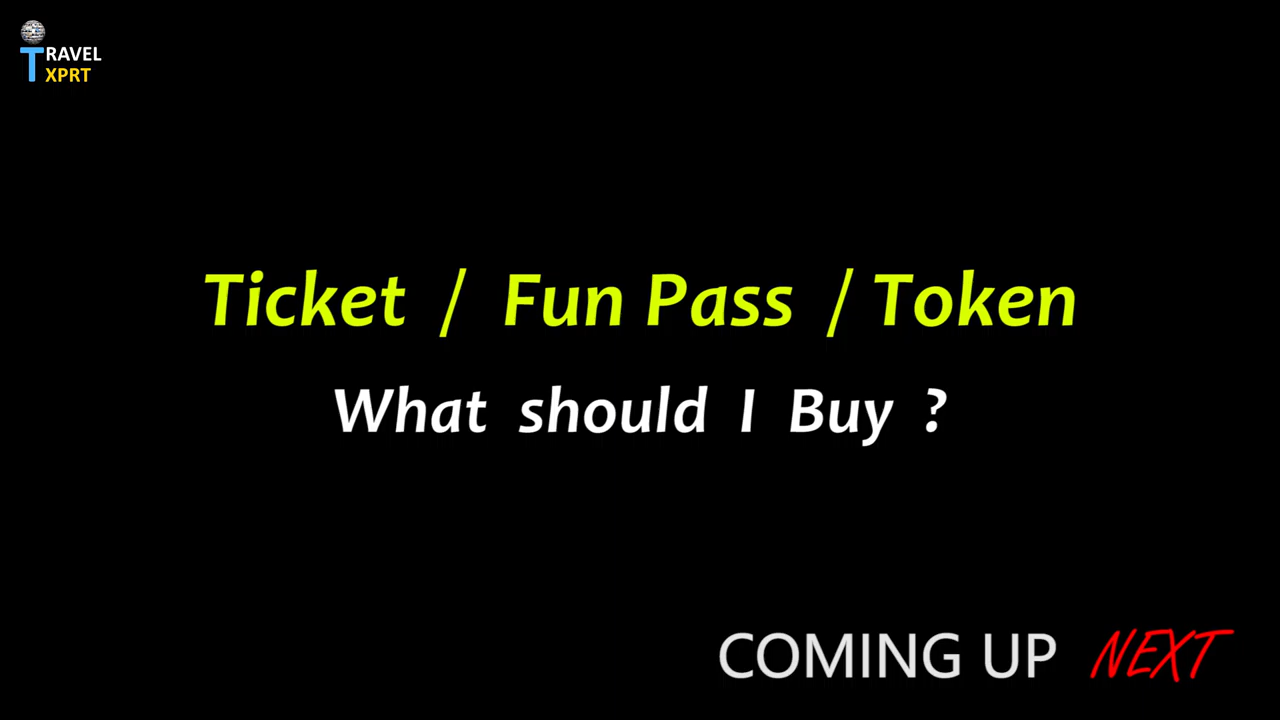 TRAVEL
XPRT
Ticket / Fun Pass / Token
What should I Buy ?
COMING UP NEXT